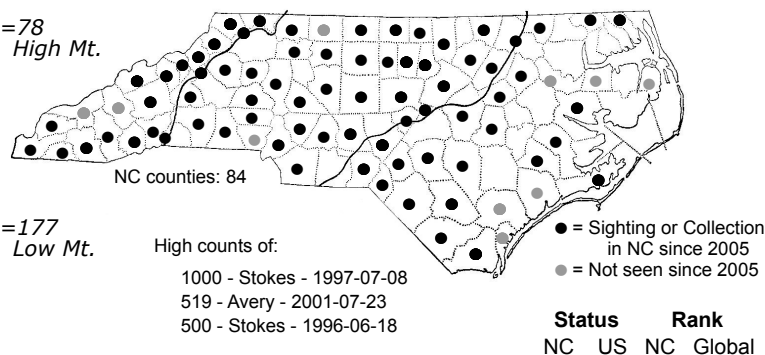 =78
High Mt.
NC counties: 84
=177
Low Mt.
High counts of:
1000 - Stokes - 1997-07-08
519 - Avery - 2001-07-23
500 - Stokes - 1996-06-18
= Sighting or Collection
in NC since 2005
= Not seen since 2005
Status Rank
NC US NC Global